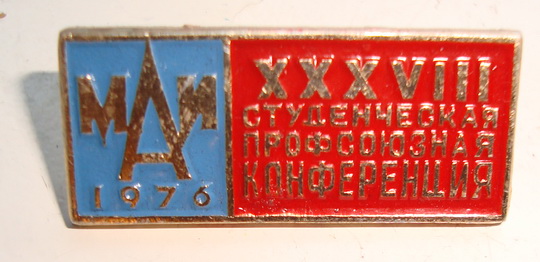 МАИ
1976
XXXVIII
СТУДЕНЧЕСКАЯ
ПРОФСОЮЗНАЯ
КОНФЕРЕНЦИЯ